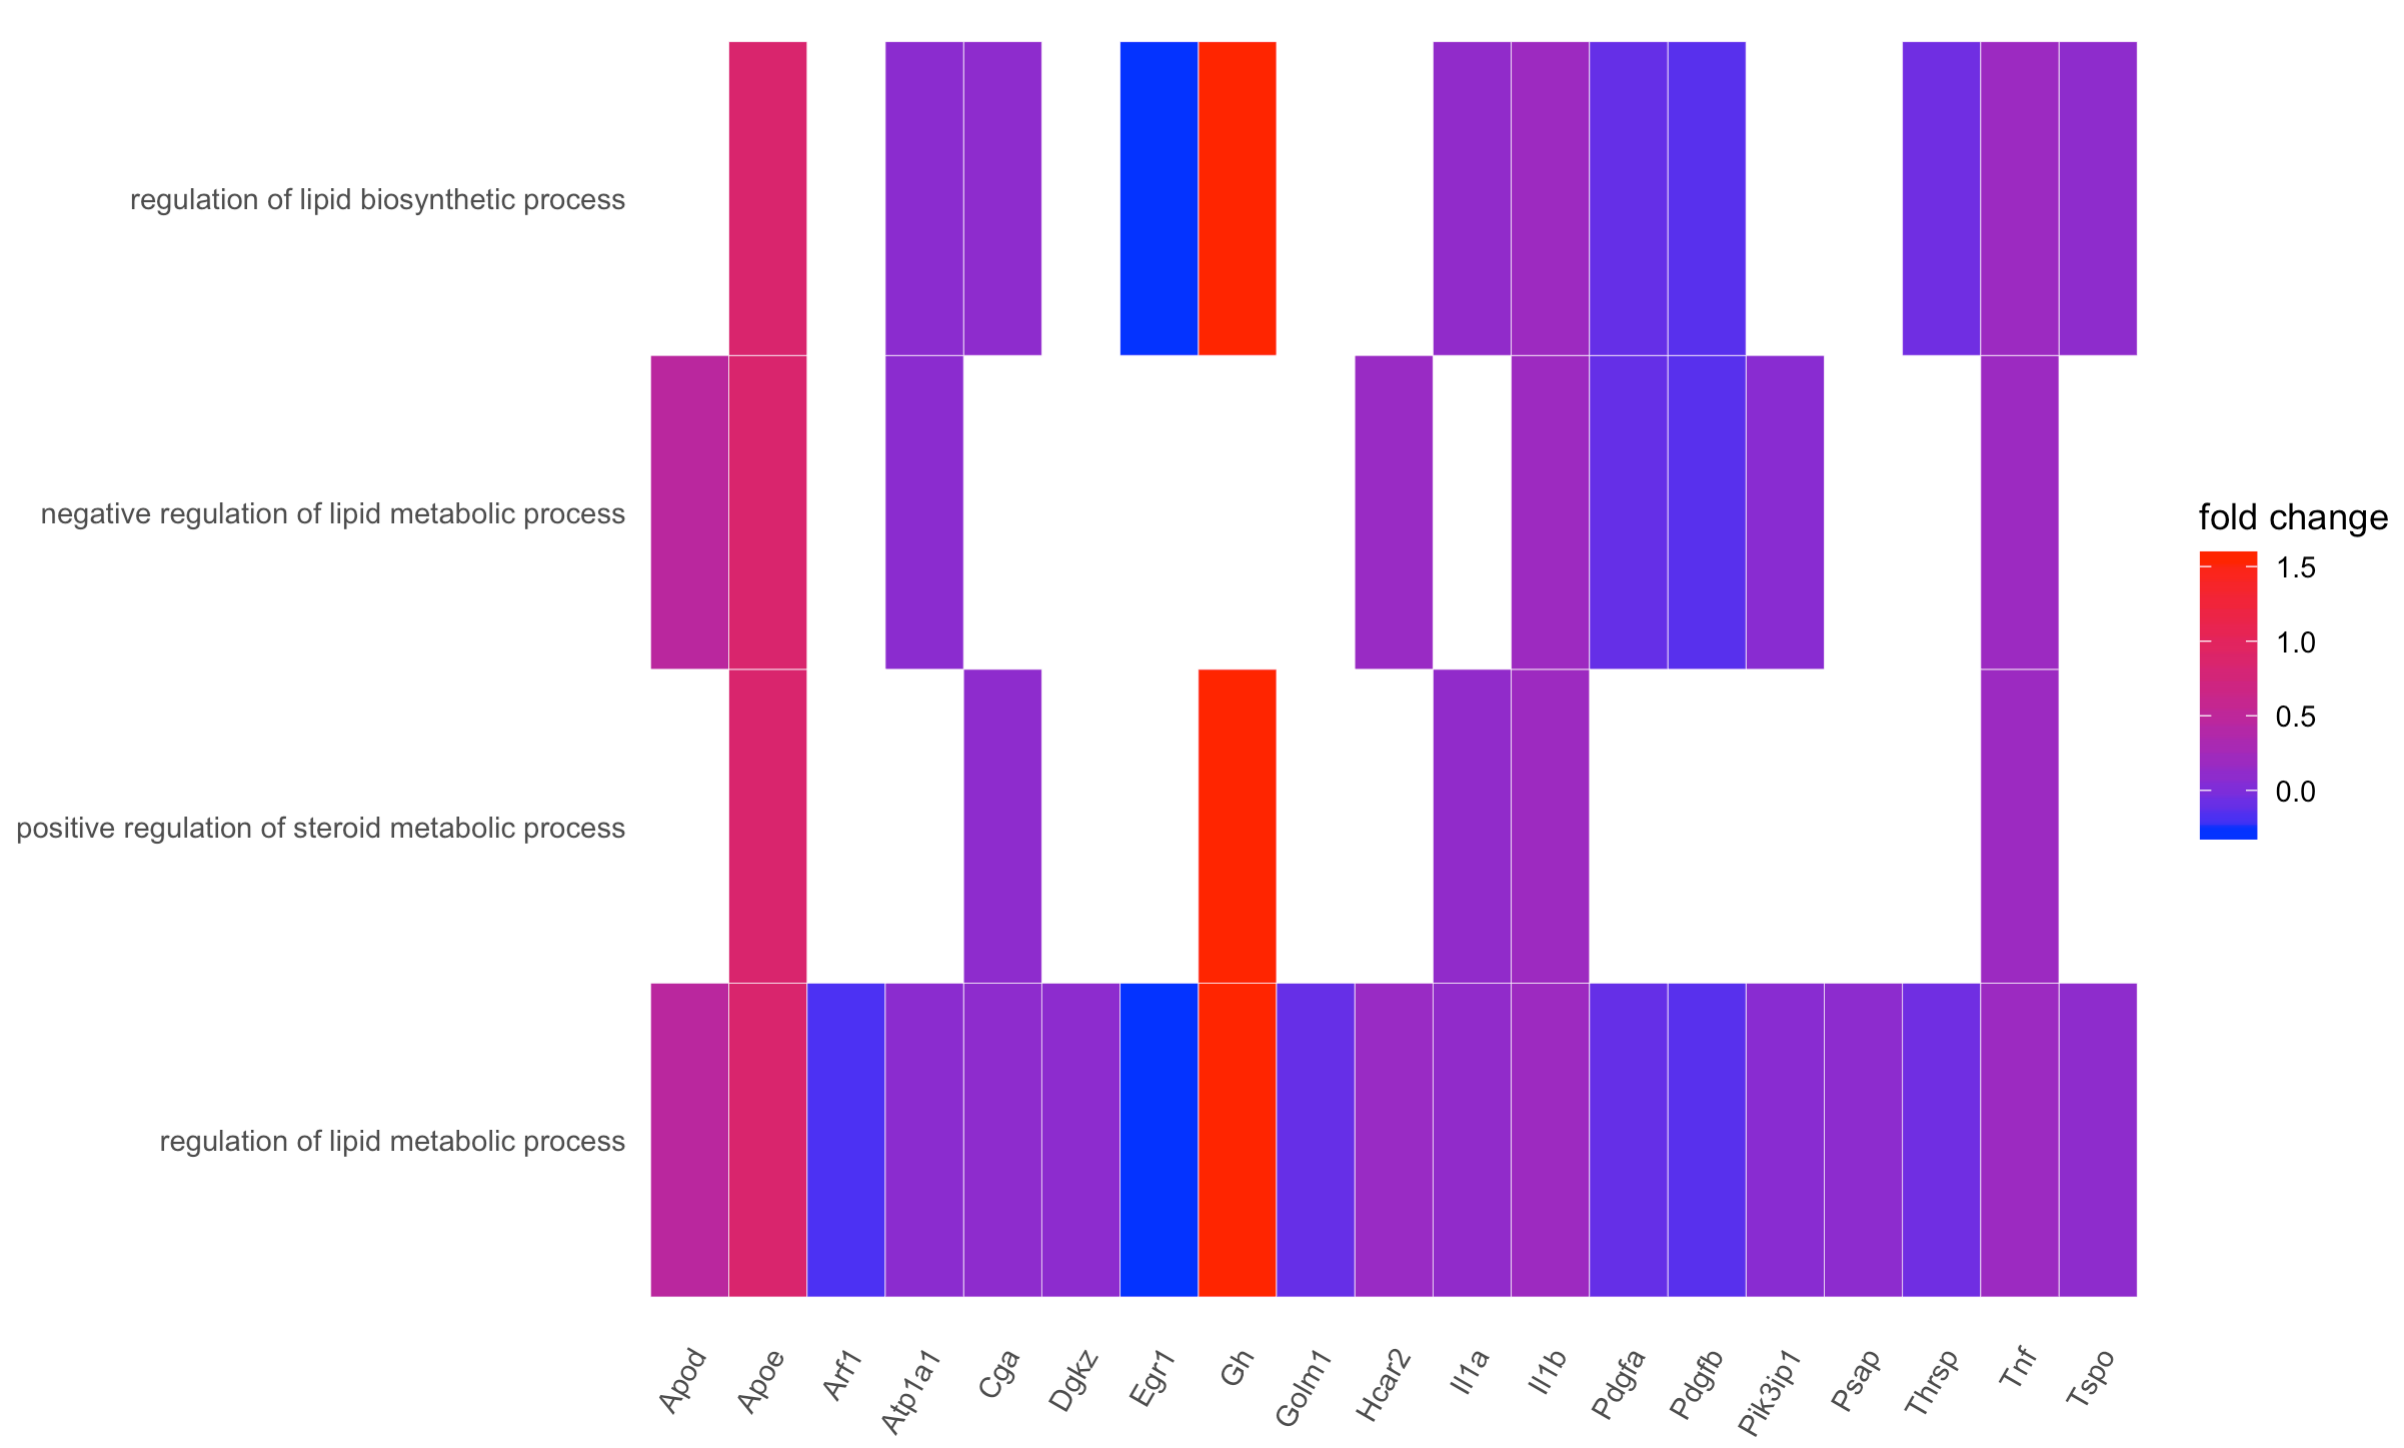 regulation of lipid biosynthetic process
negative regulation of lipid metabolic process
positive regulation of steroid metabolic process
regulation of lipid metabolic process
fold change
1.5
1.0
0.5
0.0
Apod
Apoe
Arf1
Atp1a1
Cga
Dgkz
Egr1
Gh
Golm1
Hcar2
Il1a
Il1b
Pdgfa
Pdgfb
Pik3ip1
Psap
Thrsp
Tnf
Tspo